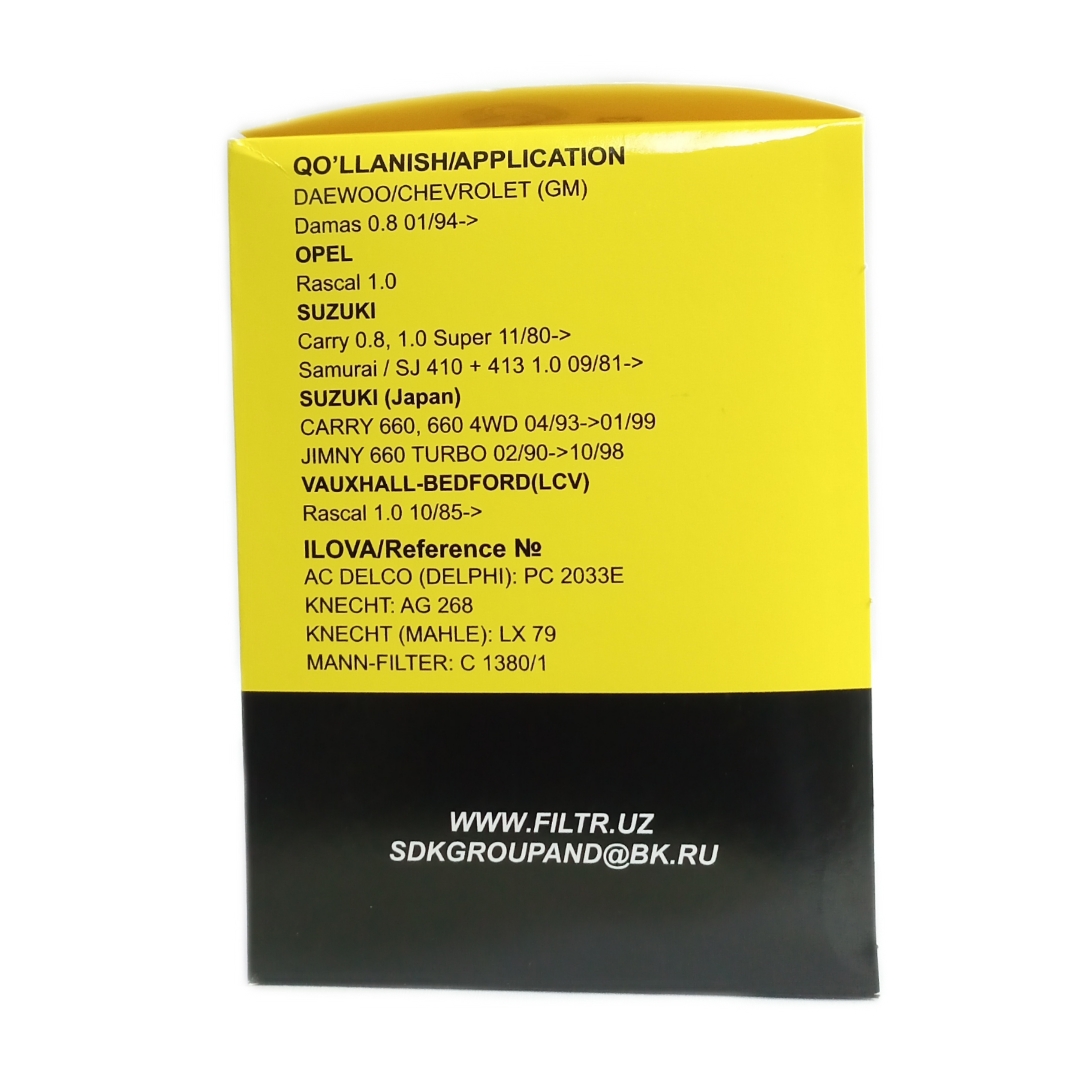 QO'LLANISH/APPLICATION
DAEWOO/CHEVROLET (GM)
Damas 0.8 01/94->
OPEL
Rascal 1.0
SUZUKI
Carry 0.8, 1.0 Super 11/80->
Samurai / SJ 410 + 413 1.0 09/81->
SUZUKI (Japan)
CARRY 660, 660 4WD 04/93->01/99
JIMNY 660 TURBO 02/90->10/98
VAUXHALL-BEDFORD(LCV)
Rascal 1.0 10/85->
ILOVA/Reference №
AC DELCO (DELPHI): PC 2033E
KNECHT: AG 268
KNECHT (MAHLE): LX 79
MANN-FILTER: C 1380/1
WWW.FILTR.UZ
SDKGROUPAND@BK.RU